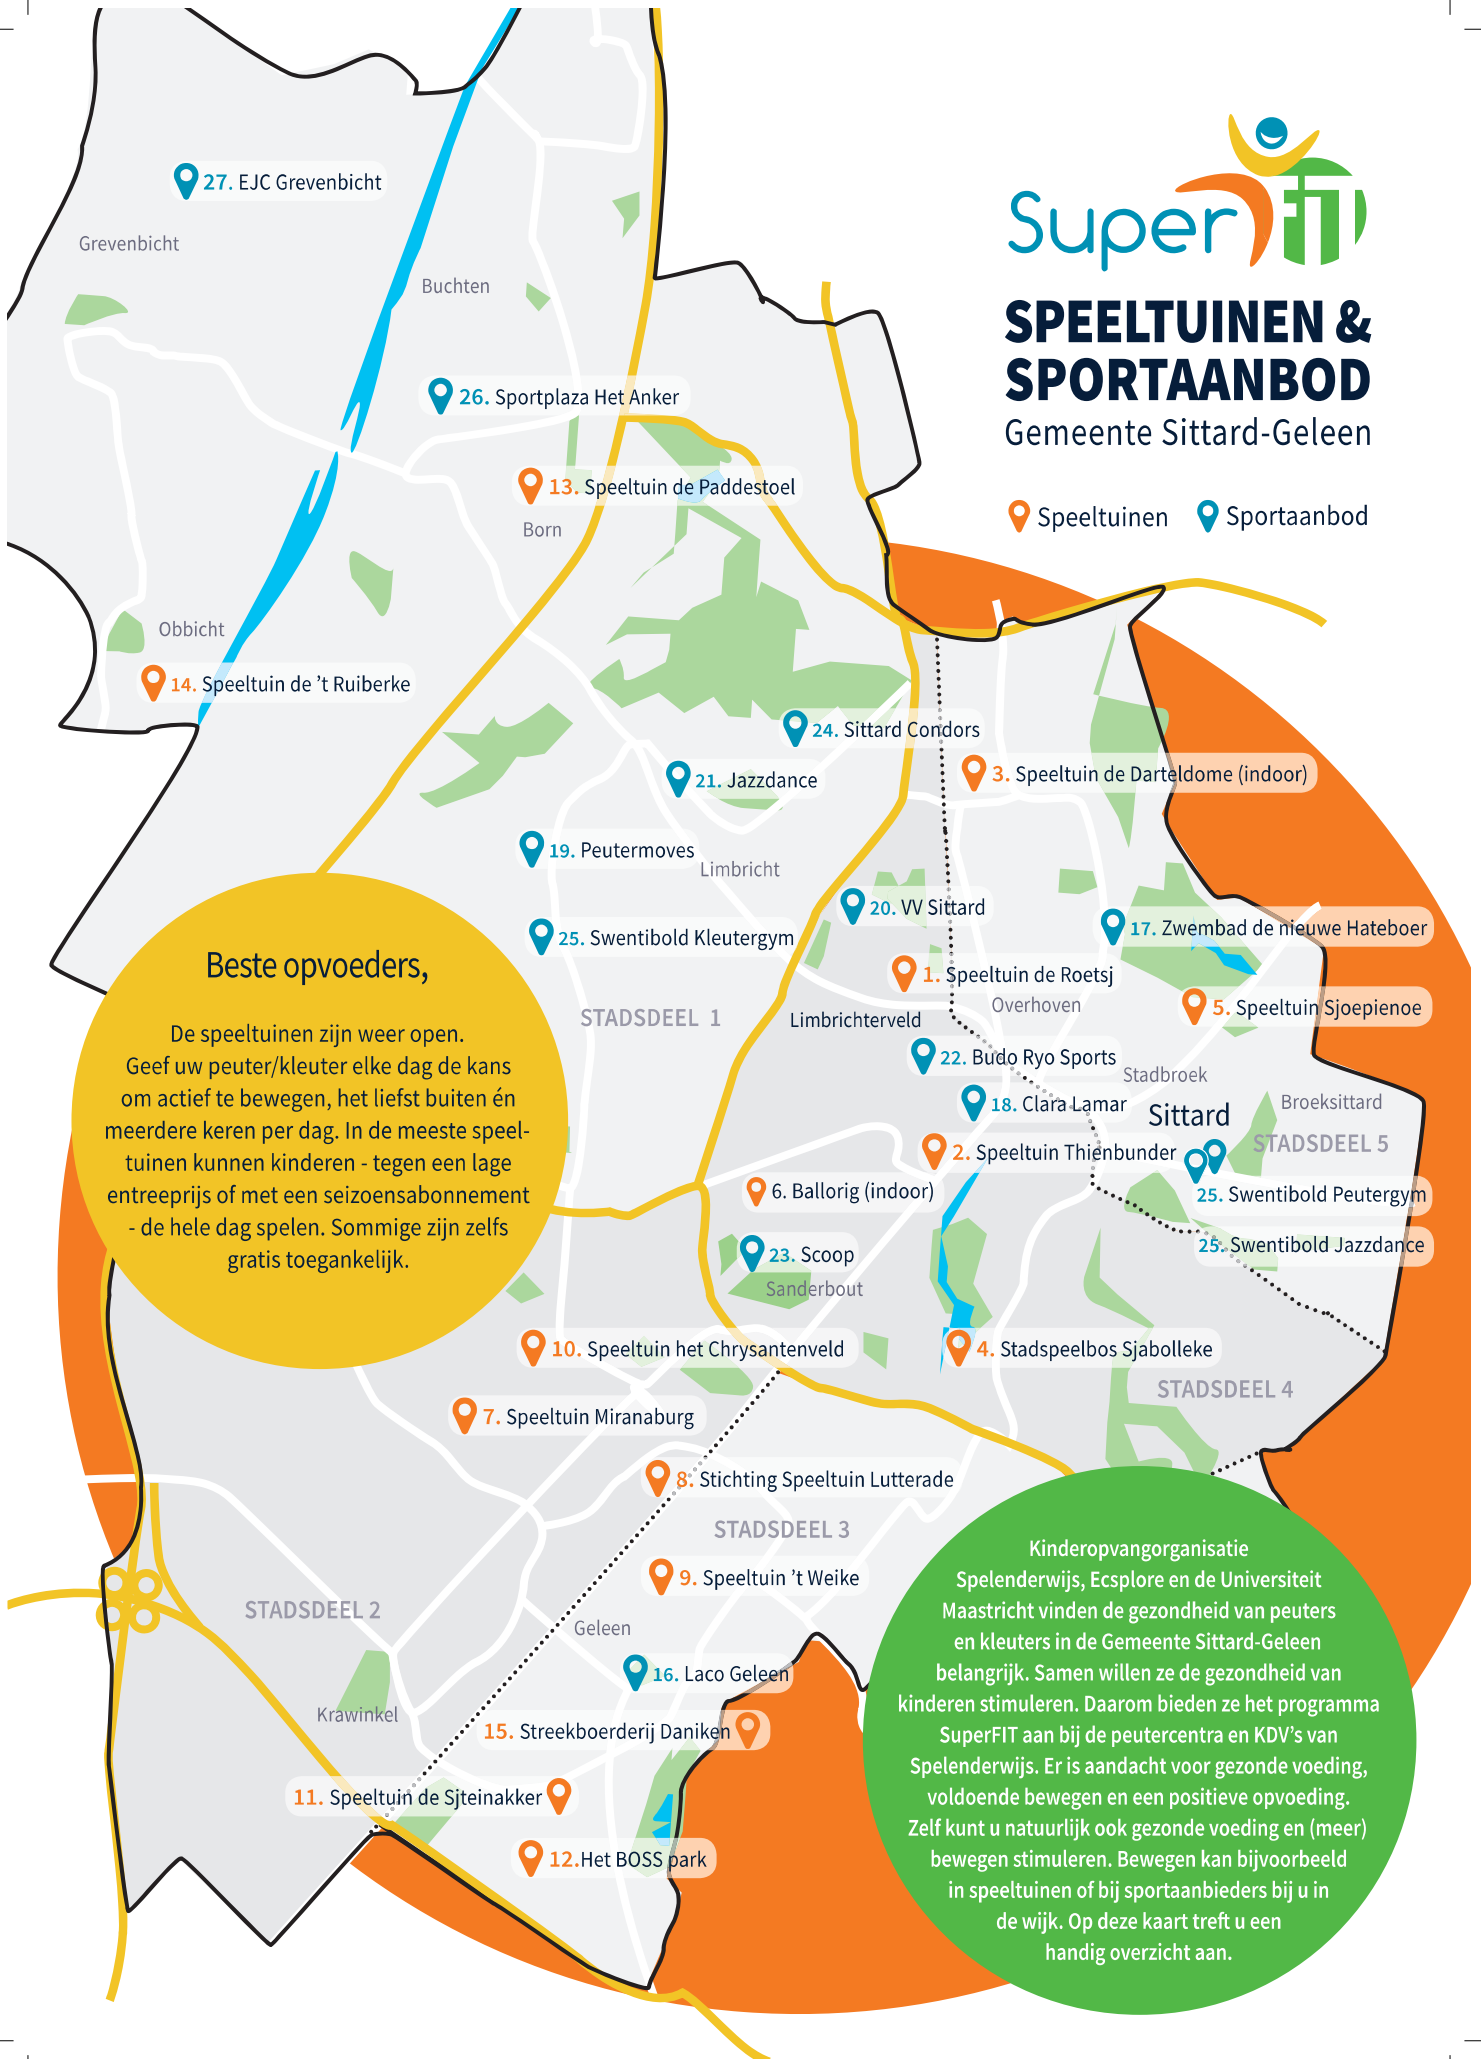 Super FIT
SPEELTUINEN &
SPORTAANBOD
Gemeente Sittard-Geleen
Speeltuinen
Sportaanbod
27. EJC Grevenbicht
Grevenbicht
Buchten
26. Sportplaza Het Anker
13. Speeltuin de Paddestoel
Born
Obbicht
14. Speeltuin de 't Ruiberke
24. Sittard Condors
3. Speeltuin de Darteldome (indoor)
21. Jazzdance
19. Peutermoves
Limbricht
20. VV Sittard
17. Zwembad de nieuwe Hateboer
25. Swentibold Kleutergym
1. Speeltuin de Roetsj
Overhoven
5. Speeltuin Sjoepienoe
STADSDEEL 1
Limbrichterveld
22. Budo Ryo Sports
Stadbroek
18. Clara Lamar
Sittard
Broeksittard
STADSDEEL 5
2. Speeltuin Thienbunder
6. Ballorig (indoor)
25. Swentibold Peutergym
25. Swentibold Jazzdance
23. Scoop
Sanderbout
10. Speeltuin het Chrysantenveld
4. Stadspeelbos Sjabolleke
STADSDEEL 4
7. Speeltuin Miranaburg
8. Stichting Speeltuin Lutterade
STADSDEEL 3
9. Speeltuin 't Weike
STADSDEEL 2
Geleen
16. Laco Geleen
Krawinkel
15. Streekboerderij Daniken
11. Speeltuin de Sjteinakker
12.Het BOSS park
Beste opvoeders,
De speeltuinen zijn weer open.
Geef uw peuter/kleuter elke dag de kans
om actief te bewegen, het liefst buiten én
meerdere keren per dag. In de meeste speel-
tuinen kunnen kinderen - tegen een lage
entreeprijs of met een seizoensabonnement
- de hele dag spelen. Sommige zijn zelfs
gratis toegankelijk.
Kinderopvangorganisatie
Spelenderwijs, Ecsplore en de Universiteit
Maastricht vinden de gezondheid van peuters
en kleuters in de Gemeente Sittard-Geleen
belangrijk. Samen willen ze de gezondheid van
kinderen stimuleren. Daarom bieden ze het programma
SuperFIT aan bij de peutercentra en KDV's van
Spelenderwijs. Er is aandacht voor gezonde voeding,
voldoende bewegen en een positieve opvoeding.
Zelf kunt u natuurlijk ook gezonde voeding en (meer)
bewegen stimuleren. Bewegen kan bijvoorbeeld
in speeltuinen of bij sportaanbieders bij u in
de wijk. Op deze kaart treft u een
handig overzicht aan.